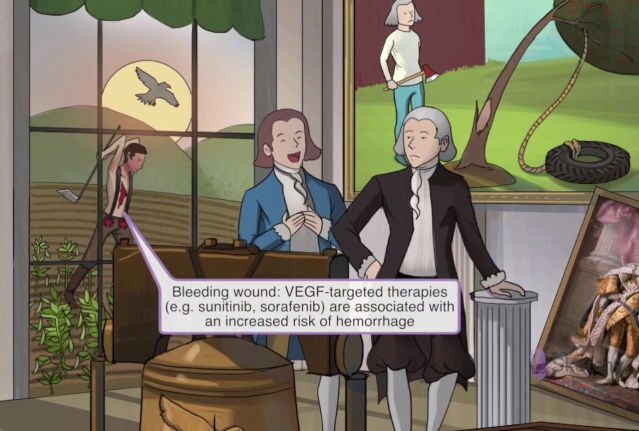 Bleeding wound: VEGF-targeted therapies
(e.g. sunitinib, sorafenib) are associated with
an increased risk of hemorrhage